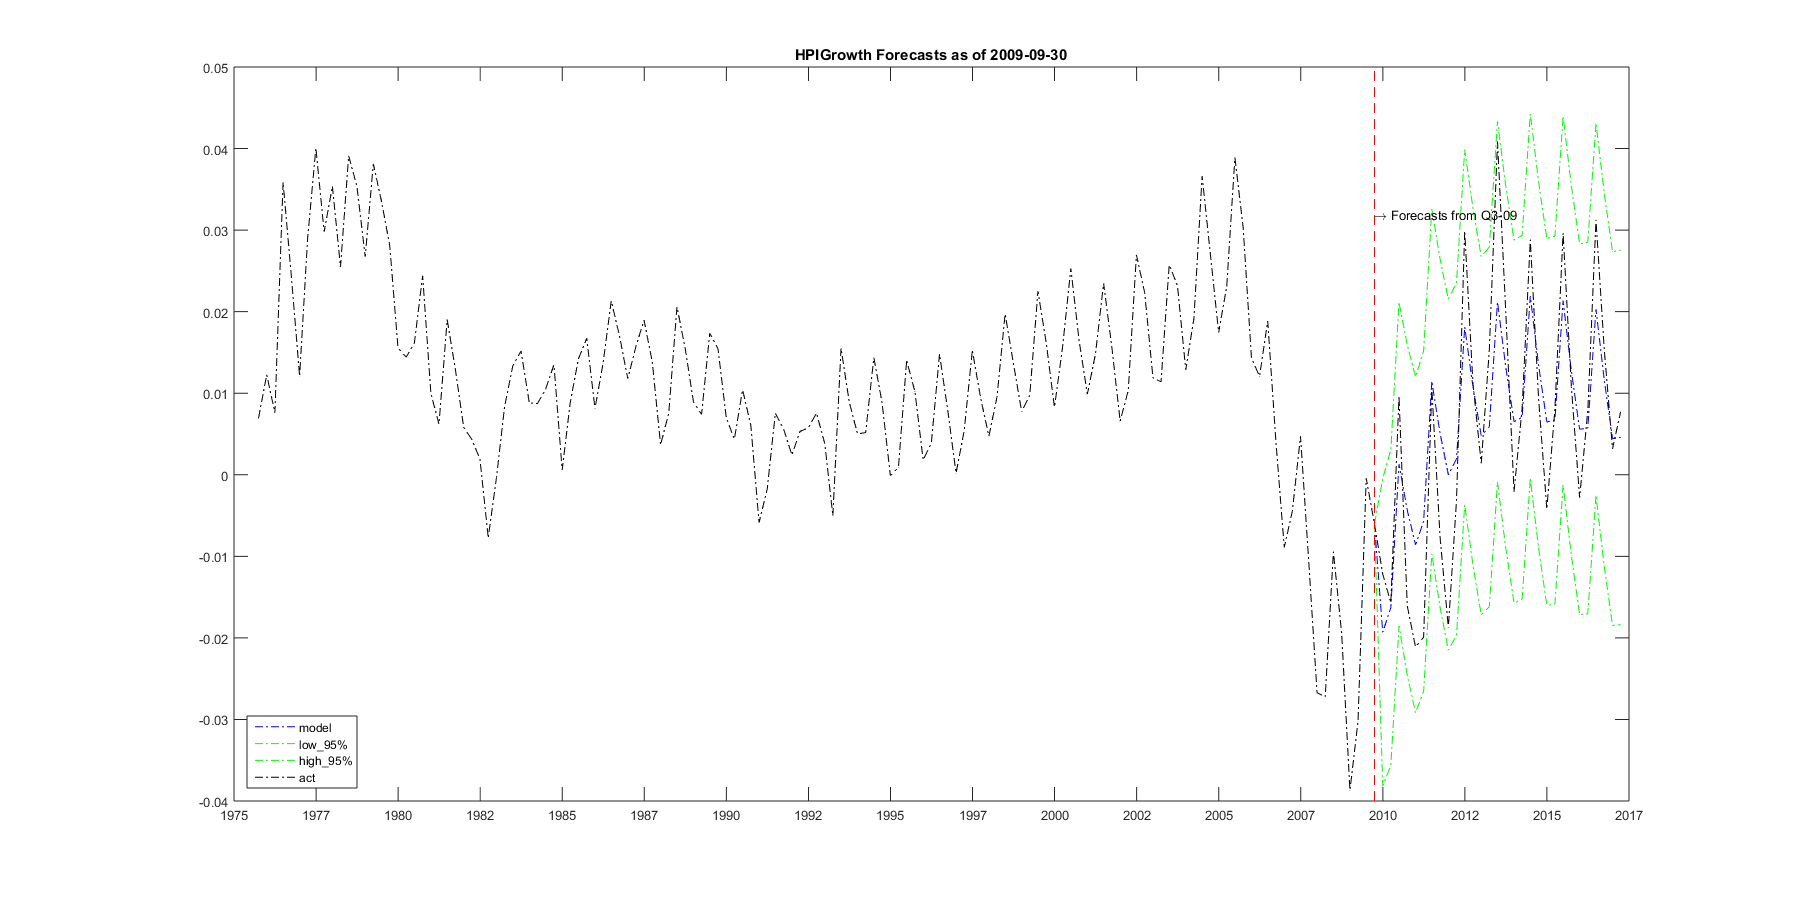 HPIGrowth Forecasts as of 2009-09-30
0.05
0.04
0.03
0.02
0.01
0
-0.01
-0.02
-0.03
-0.04
→ Forecasts from Q3-09
model
low_95%
high_95%
act
1975 1977 1980 1982 1985 1987 1990 1992 1995 1997 2000 2002 2005 2007 2010 2012 2015 2017